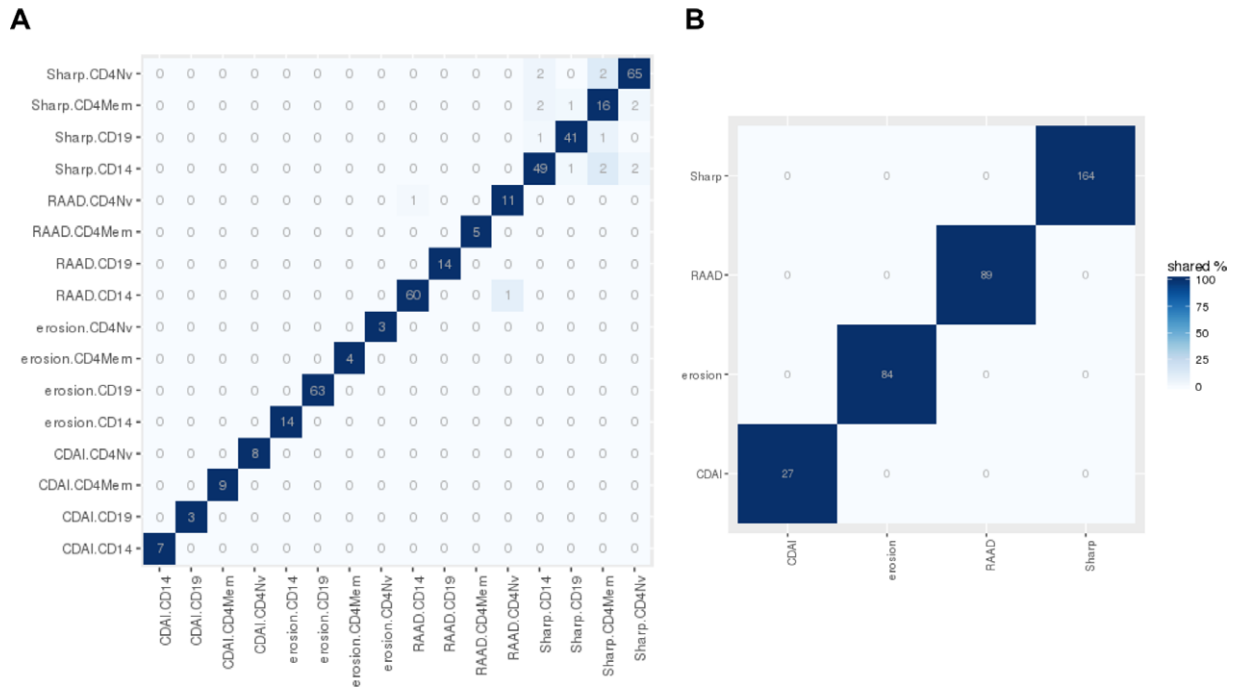 A
B
Sharp.CD4Nv 0 0 0 0 0 0 0 0 0 0 0 0 2 0 2 65
Sharp.CD4Mem 0 0 0 0 0 0 0 0 0 0 0 0 2 1 16 2
Sharp.CD19 0 0 0 0 0 0 0 0 0 0 0 0 1 41 1 0
Sharp.CD14 0 0 0 0 0 0 0 0 0 0 0 0 49 1 2 2
RAAD.CD4Nv 0 0 0 0 0 0 0 0 1 0 0 11 0 0 0 0
RAAD.CD4Mem 0 0 0 0 0 0 0 0 0 0 5 0 0 0 0 0
RAAD.CD19 0 0 0 0 0 0 0 0 0 14 0 0 0 0 0 0
RAAD.CD14 0 0 0 0 0 0 0 0 60 0 0 1 0 0 0 0
erosion.CD4Nv 0 0 0 0 0 0 0 3 0 0 0 0 0 0 0 0
erosion.CD4Mem 0 0 0 0 0 0 4 0 0 0 0 0 0 0 0 0
erosion.CD19 0 0 0 0 0 63 0 0 0 0 0 0 0 0 0 0
erosion.CD14 0 0 0 0 14 0 0 0 0 0 0 0 0 0 0 0
CDAI.CD4Nv 0 0 0 8 0 0 0 0 0 0 0 0 0 0 0 0
CDAI.CD4Mem 0 0 9 0 0 0 0 0 0 0 0 0 0 0 0 0
CDAI.CD19 0 3 0 0 0 0 0 0 0 0 0 0 0 0 0 0
CDAI.CD14 7 0 0 0 0 0 0 0 0 0 0 0 0 0 0 0
CDAI.CD14
CDAI.CD19
CDAI.CD4Mem
CDAI.CD4Nv
erosion.CD14
erosion.CD19
erosion.CD4Mem
erosion.CD4Nv
RAAD.CD14
RAAD.CD19
RAAD.CD4Mem
RAAD.CD4Nv
Sharp.CD14
Sharp.CD19
Sharp.CD4Mem
Sharp.CD4Nv
Sharp 0 0 0 164
RAAD 0 0 89 0
erosion 0 84 0 0
CDAI 27 0 0 0
CDAI
erosion
RAAD
Sharp
shared %
100
75
50
25
0